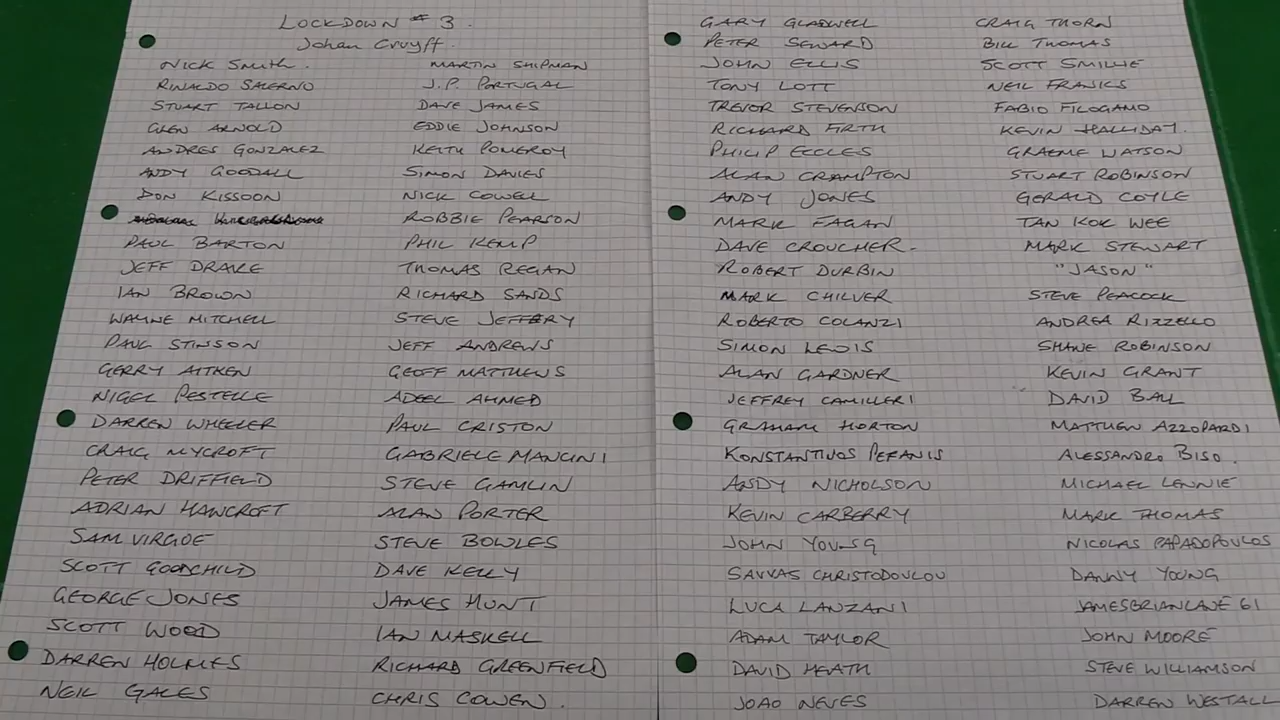 LOCKDOWN # 3.
Johan Cruyff.
NICK SMITH.
RINALDO SALERNO
STUART TALLON
GLEN ARNOLD
ANDRES GONZALEZ
ANDY GOODALL
DON KISSOON
PAUL BARTON
JEFF DRAKE
IAN BROWN
WAYNE MITCHELL
PAUL STINSON
GERRY AITKEN
NIGEL PESTELLE
DARREN WHEELER
CRAIG MYCROFT
PETER DRIFFIELD
ADRIAN HANCROFT
SAM VIRGOE
SCOTT GOODCHILD
GEORGE JONES
SCOTT WOOD
DARREN HOLMES
NEIL GALES
MARTIN SHIPMAN
J.P. PORTUGAL
DAVE JAMES
EDDIE JOHNSON
KEITH POMEROY
SIMON DAVIES
NICK COWELL
ROBBIE PEARSON
PHIL KEMP
THOMAS REGAN
RICHARD SANDS
STEVE JEFFERY
JEFF ANDREWS
GEOFF MATTHEWS
ADEEL AHMED
PAUL CRISTON
GABRIELE MANCINI
STEVE GAMLIN
ALAN PORTER
STEVE BOWLES
DAVE KELLY
JAMES HUNT
IAN MASKELL
RICHARD GREENFIELD
CHRIS COWEN.
GARY GLADWELL
PETER SEWARD
JOHN ELLIS
TONY LOTT
TREVOR STEVENSON
RICHARD FIRTH
PHILIP ECCLES
ALAN CRAMPTON
ANDY JONES
MARK FAGAN
DAVE CROUCHER.
ROBERT DURBIN
MARK CHILVER
ROBERTO COLANZI
SIMON LEWIS
ALAN GARDNER
JEFFREY CAMILLERI
GRAHAM HORTON
KONSTANTINOS PEFANIS
ANDY NICHOLSON
KEVIN CARBERRY
JOHN YOUNG
SAVVAS CHRISTODOULOU
LUCA LANZANI
ADAM TAYLOR
DAVID HEATH
JOAO NEVES
CRAIG THORN
BILL THOMAS
SCOTT SMILLIE
NEIL FRANKS
FABIO FILOGAMO
KEVIN HALLIDAY.
GRAEME WATSON
STUART ROBINSON
GERALD COYLE
TAN KOK WEE
MARK STEWART
"JASON"
STEVE PEACOCK
ANDREA RIZZELLO
SHANE ROBINSON
KEVIN GRANT
DAVID BALL
MATTHEW AZZOPARDI
ALESSANDRO BISO.
MICHAEL LENNIE
MARK THOMAS
NICOLAS PAPADOPOULOS
DANNY YOUNG
JAMESBRIANLANE 61
JOHN MOORE
STEVE WILLIAMSON
DARREN WESTALL